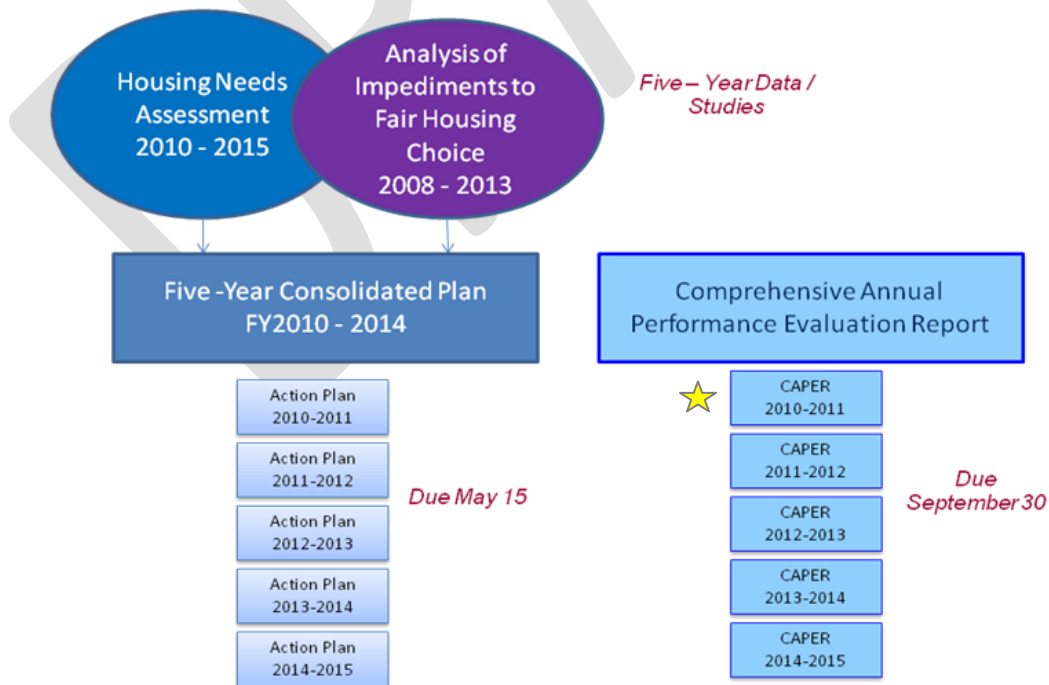 Housing Needs
Assessment
2010 - 2015
Analysis of
Impediments to
Fair Housing
Choice
2008 - 2013
Five – Year Data /
Studies
Five -Year Consolidated Plan
FY2010 - 2014
Comprehensive Annual
Performance Evaluation Report
Action Plan
2010-2011
Action Plan
2011-2012
Action Plan
2012-2013
Action Plan
2013-2014
Action Plan
2014-2015
Due May 15
CAPER
2010-2011
CAPER
2011-2012
CAPER
2012-2013
CAPER
2013-2014
CAPER
2014-2015
Due
September 30